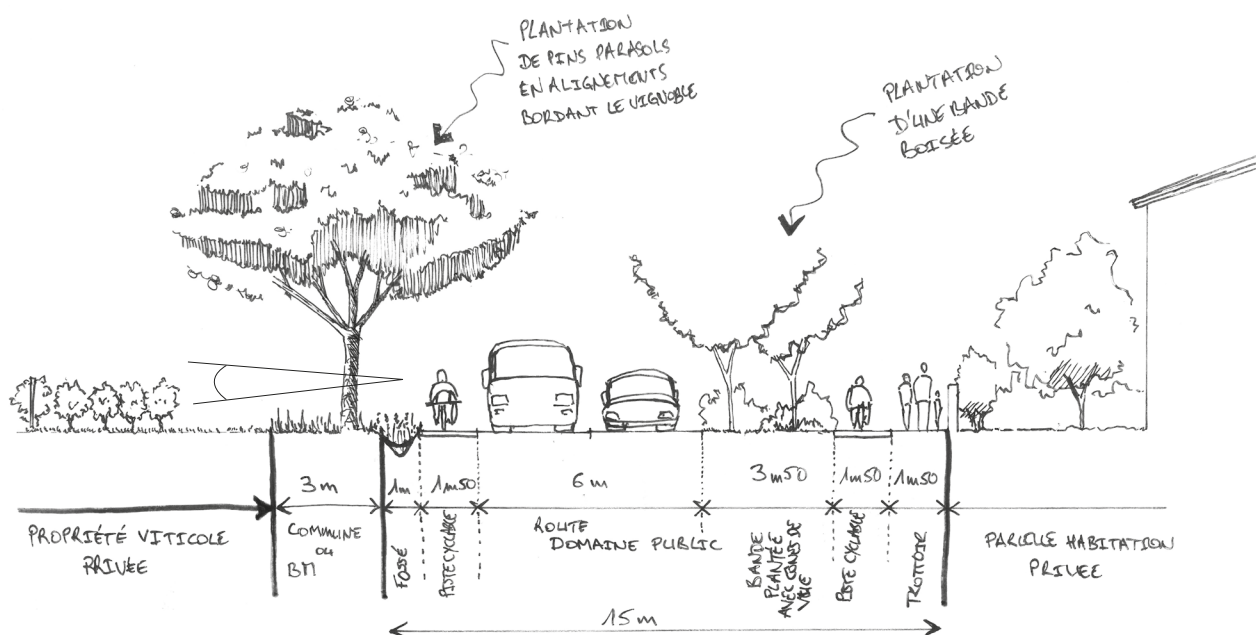 PLANTATION
DE PINS PARASOLS
EN ALIGNEMENTS
BORDANT LE VIGNOBLE
PLANTATION
D'UNE BANDE
BOISÉE
3m
1m
1m50
6m
3m50
1m50
1m50
PROPRIÉTÉ VITICOLE
PRIVÉE
COMMUNE
OU
BM
FOSSÉ
PISTE CYCLABLE
ROUTE
DOMAINE PUBLIC
BANDE
PLANTÉE
AVEC CONES DE
VUE
PISTE CYCLABLE
TROTTOIR
PARCELLE HABITATION
PRIVEE
15m